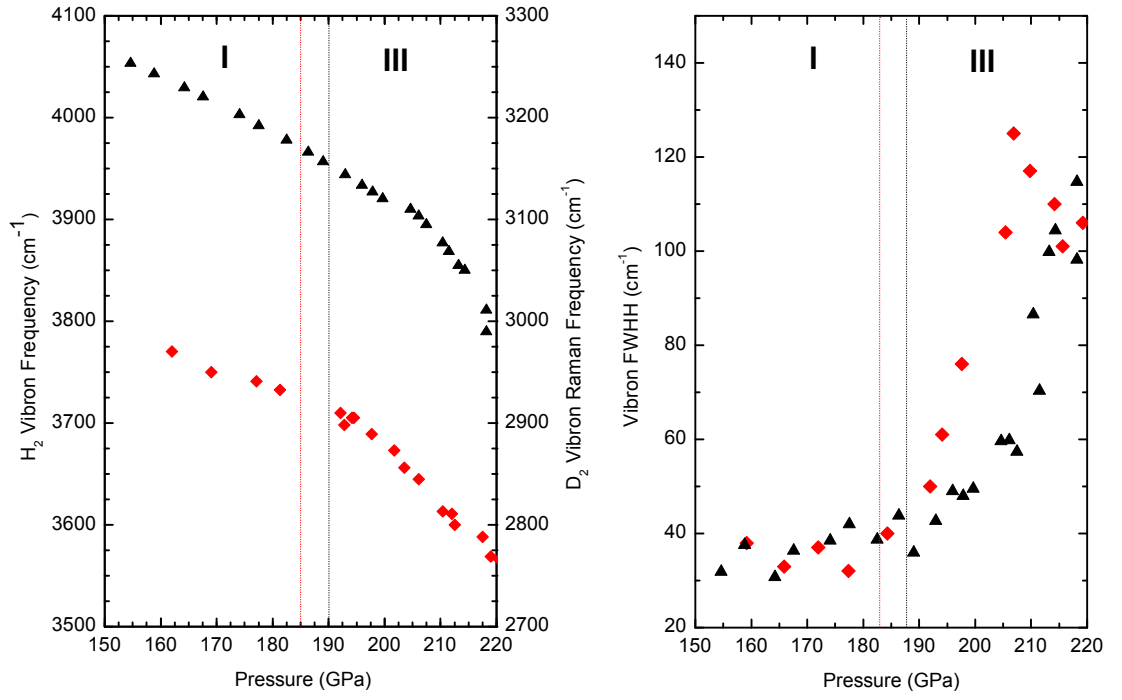 4100
4000
3900
3800
3700
3600
3500
H2 Vibron Frequency (cm-1)
I
III
3300
3200
3100
3000
2900
2800
2700
D2 Vibron Raman Frequency (cm-1)
150 160 170 180 190 200 210 220
Pressure (GPa)
140
120
100
80
60
40
20
Vibron FWHH (cm-1)
I
III
150 160 170 180 190 200 210 220
Pressure (GPa)